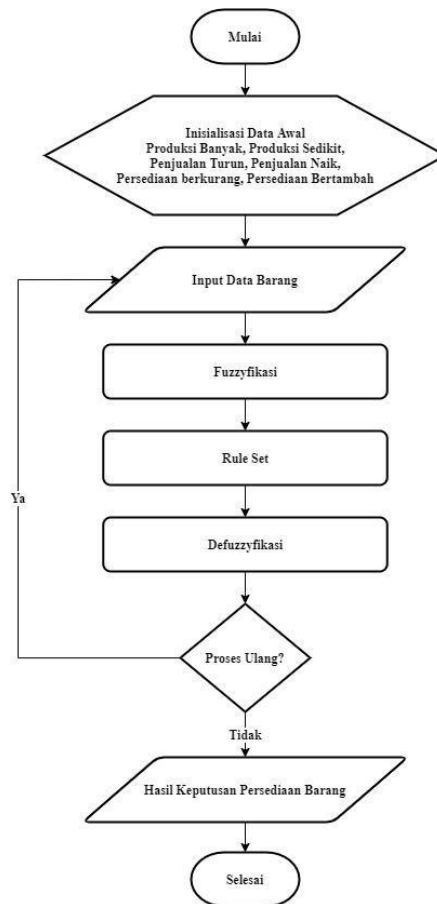 Mulai
Inisialisasi Data Awal
Produksi Banyak, Produksi Sedikit,
Penjualan Turun, Penjualan Naik,
Persediaan berkurang, Persediaan Bertambah
Input Data Barang
Fuzzyfikasi
Rule Set
Ya
Defuzzyfikasi
Proses Ulang?
Tidak
Hasil Keputusan Persediaan Barang
Selesai